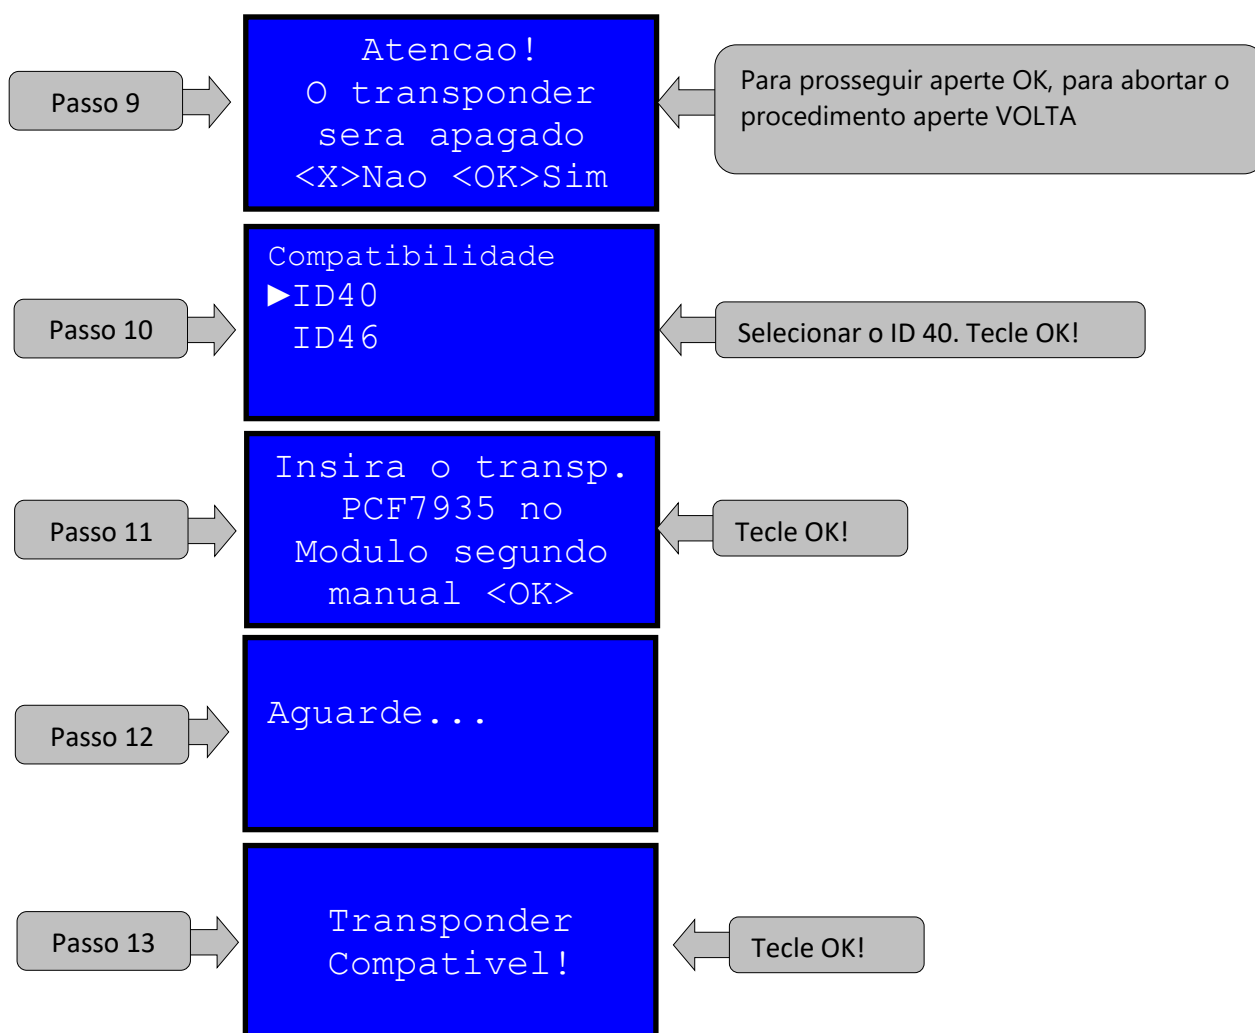 Passo 9
Atencao!
O transponder
sera apagado
<X>Nao <OK>Sim
Para prosseguir aperte OK, para abortar o
procedimento aperte VOLTA
Passo 10
Compatibilidade
►ID40
ID46
Selecionar o ID 40. Tecle OK!
Passo 11
Insira o transp.
PCF7935 no
Modulo segundo
manual <OK>
Tecle OK!
Passo 12
Aguarde...
Passo 13
Transponder
Compativel!
Tecle OK!